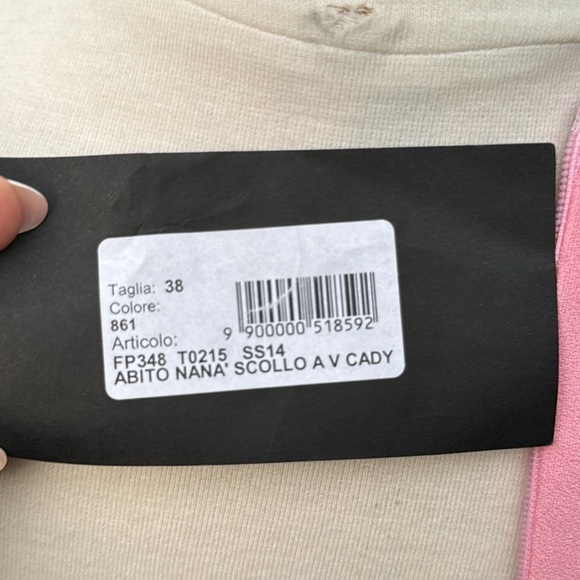 Taglia: 38
Colore:
861
Articolo:
9 900000 518592
FP348 T0215 SS14
ABITO NANA' SCOLLO A V CADY